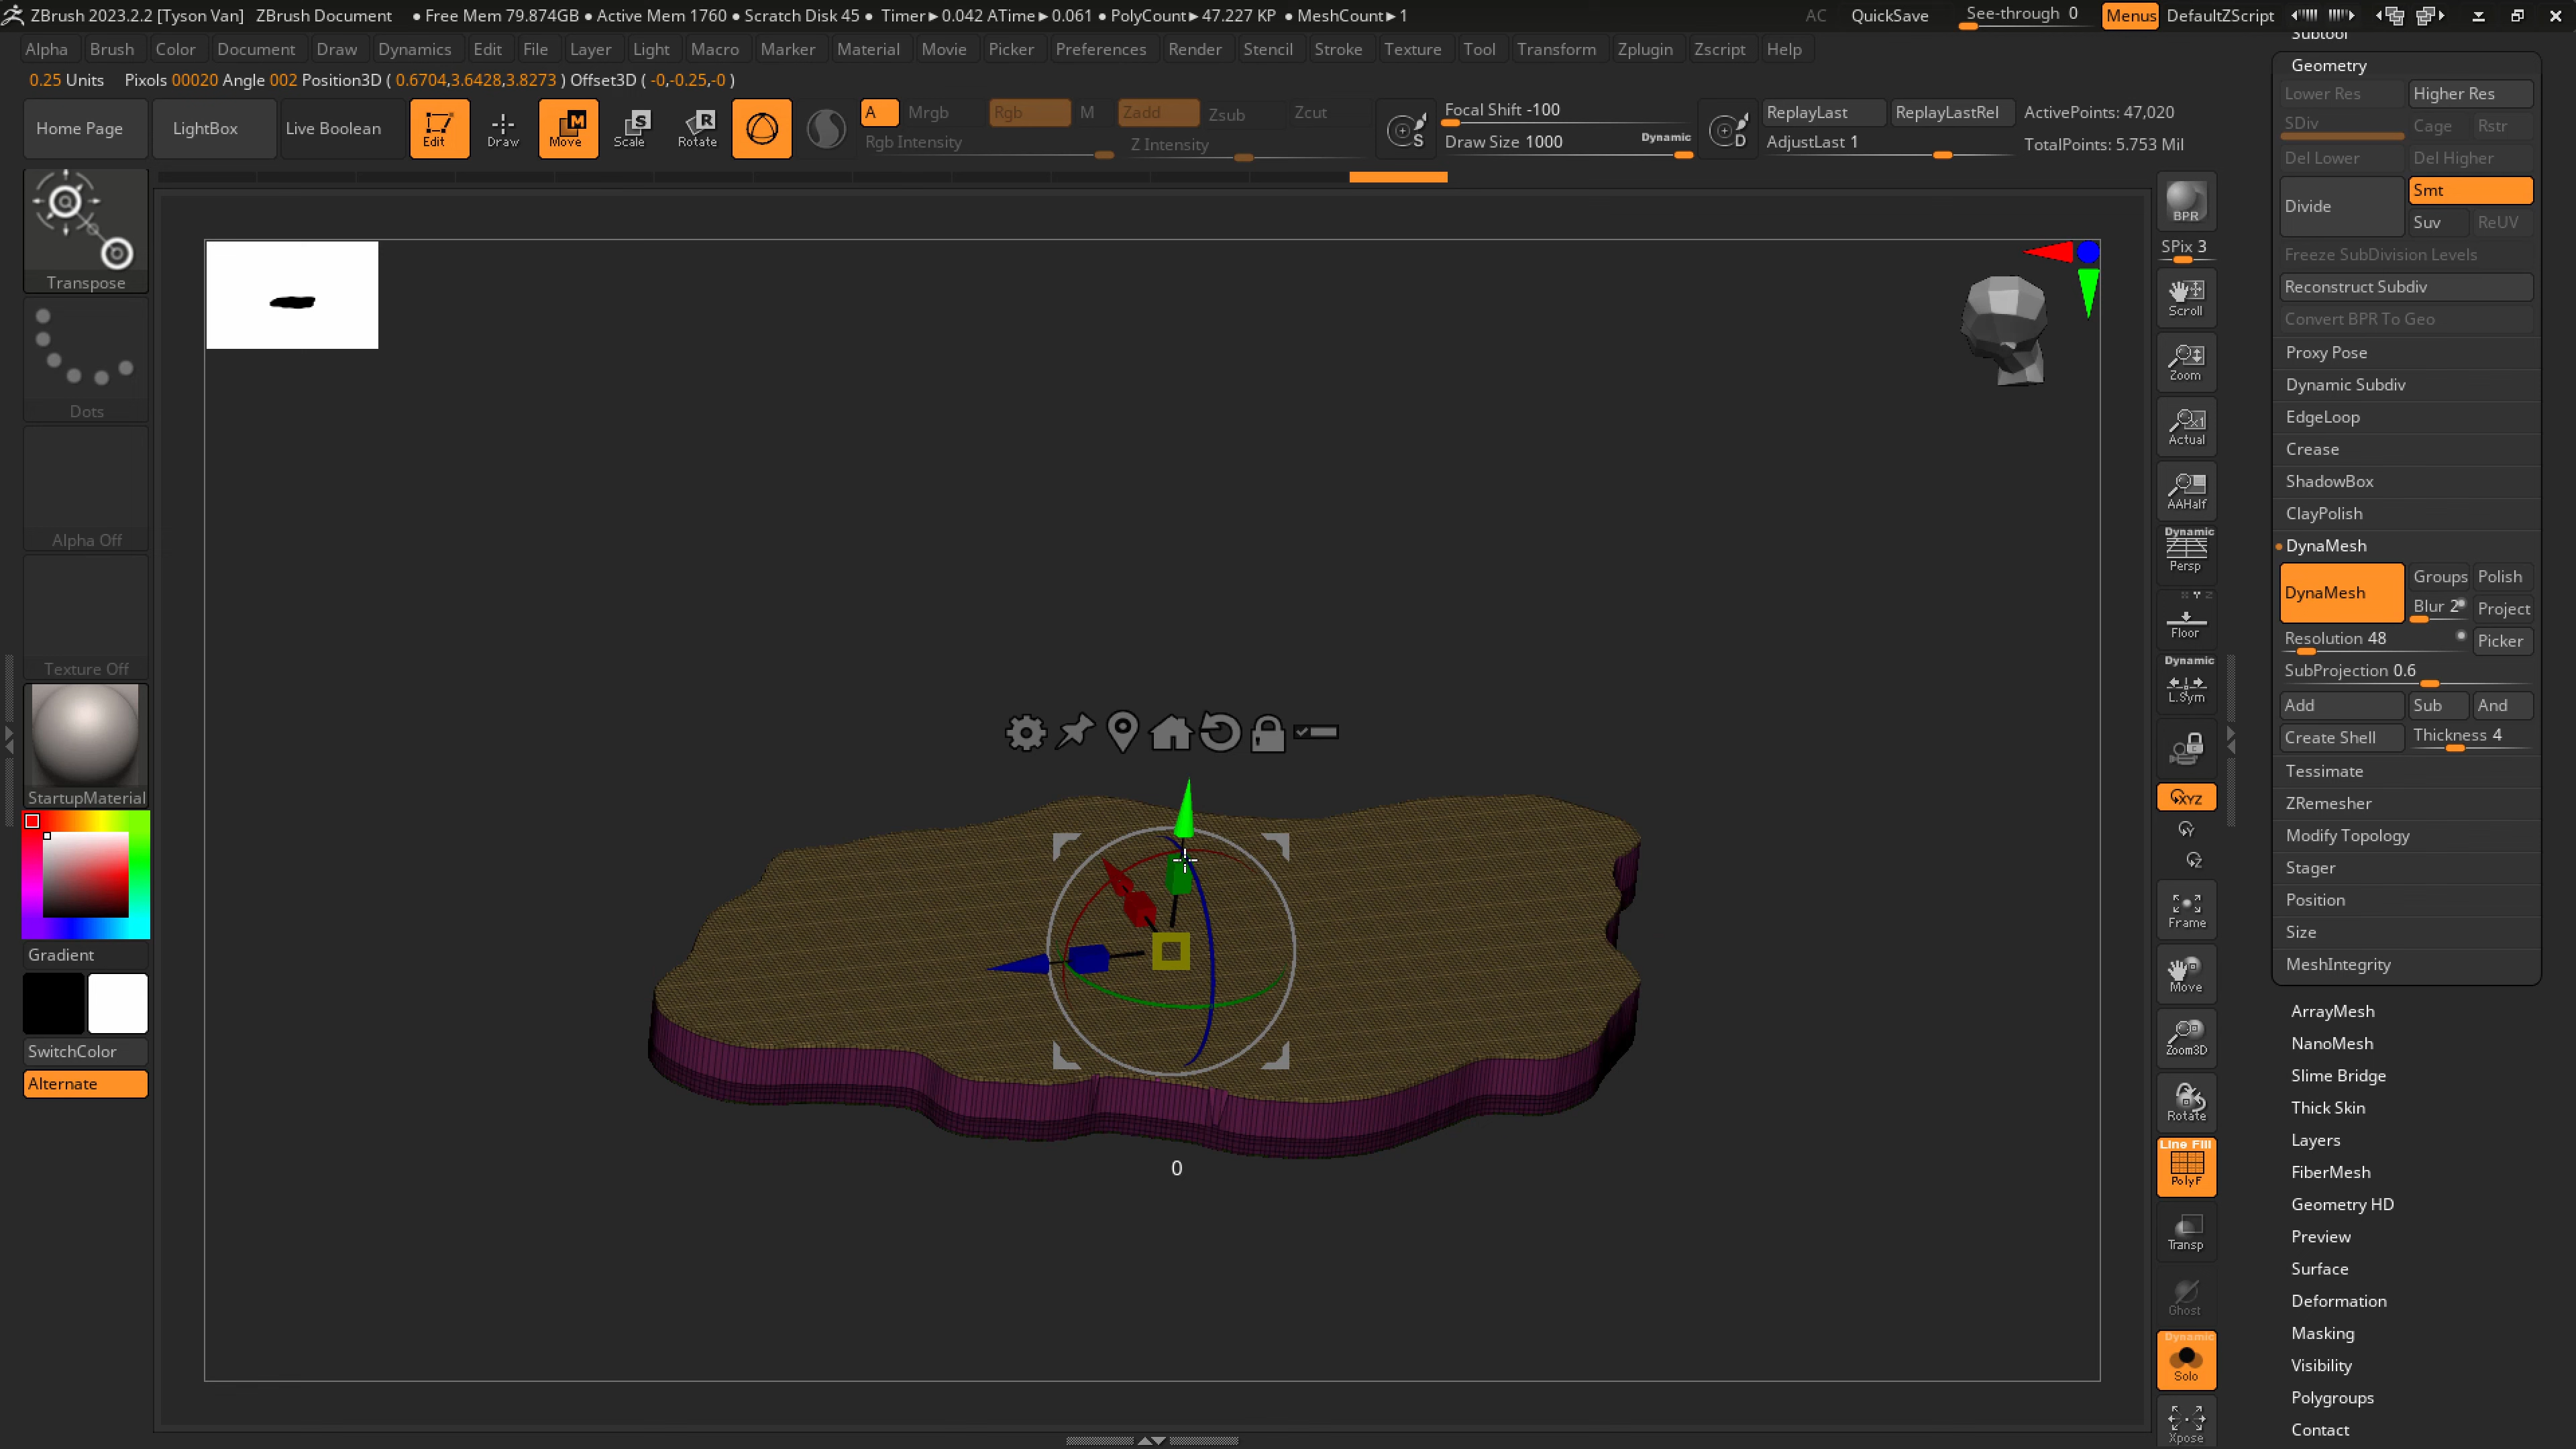 ZBrush 2023.2.2 [Tyson Van] ZBrush Document • Free Mem 79.874GB • Active Mem 1760 • Scratch Disk 45 • Timer►0.042 ATime►0.061 • PolyCount►47.227 KP • MeshCount►1 AC QuickSave See-through 0 Menus DefaultZScript
Alpha Brush Color Document Draw Dynamics Edit File Layer Light Macro Marker Material Movie Picker Preferences Render Stencil Stroke Texture Tool Transform Zplugin Zscript Help
0.25 Units Pixols 00020 Angle 002 Position3D ( 0.6704,3.6428,3.8273 ) Offset3D ( -0,-0.25,-0 )
Home Page
LightBox
Live Boolean
Edit
Draw
Move
Scale
Rotate
A
Mrgb
Rgb
M
Zadd
Zsub
Zcut
Rgb Intensity
Z Intensity
S
Focal Shift -100
Draw Size 1000
Dynamic
D
ReplayLast
ReplayLastRel
AdjustLast 1
ActivePoints: 47,020
TotalPoints: 5.753 Mil
Transpose
Dots
Alpha Off
Texture Off
StartupMaterial
Gradient
SwitchColor
Alternate
0
BPR
SPix 3
Scroll
Zoom
Actual
AAHalf
Dynamic
Persp
Floor
Dynamic
L.Sym
XYZ
Y
Z
Frame
Move
Zoom3D
Rotate
Line Fill
PolyF
Transp
Ghost
Dynamic
Solo
Xpose
Subtool
Geometry
Lower Res
Higher Res
SDiv
Cage
Rstr
Del Lower
Del Higher
Divide
Smt
Suv
ReUV
Freeze SubDivision Levels
Reconstruct Subdiv
Convert BPR To Geo
Proxy Pose
Dynamic Subdiv
EdgeLoop
Crease
ShadowBox
ClayPolish
DynaMesh
DynaMesh
Groups
Polish
Blur 2
Project
Resolution 48
Picker
SubProjection 0.6
Add
Sub
And
Create Shell
Thickness 4
Tessimate
ZRemesher
Modify Topology
Stager
Position
Size
MeshIntegrity
ArrayMesh
NanoMesh
Slime Bridge
Thick Skin
Layers
FiberMesh
Geometry HD
Preview
Surface
Deformation
Masking
Visibility
Polygroups
Contact